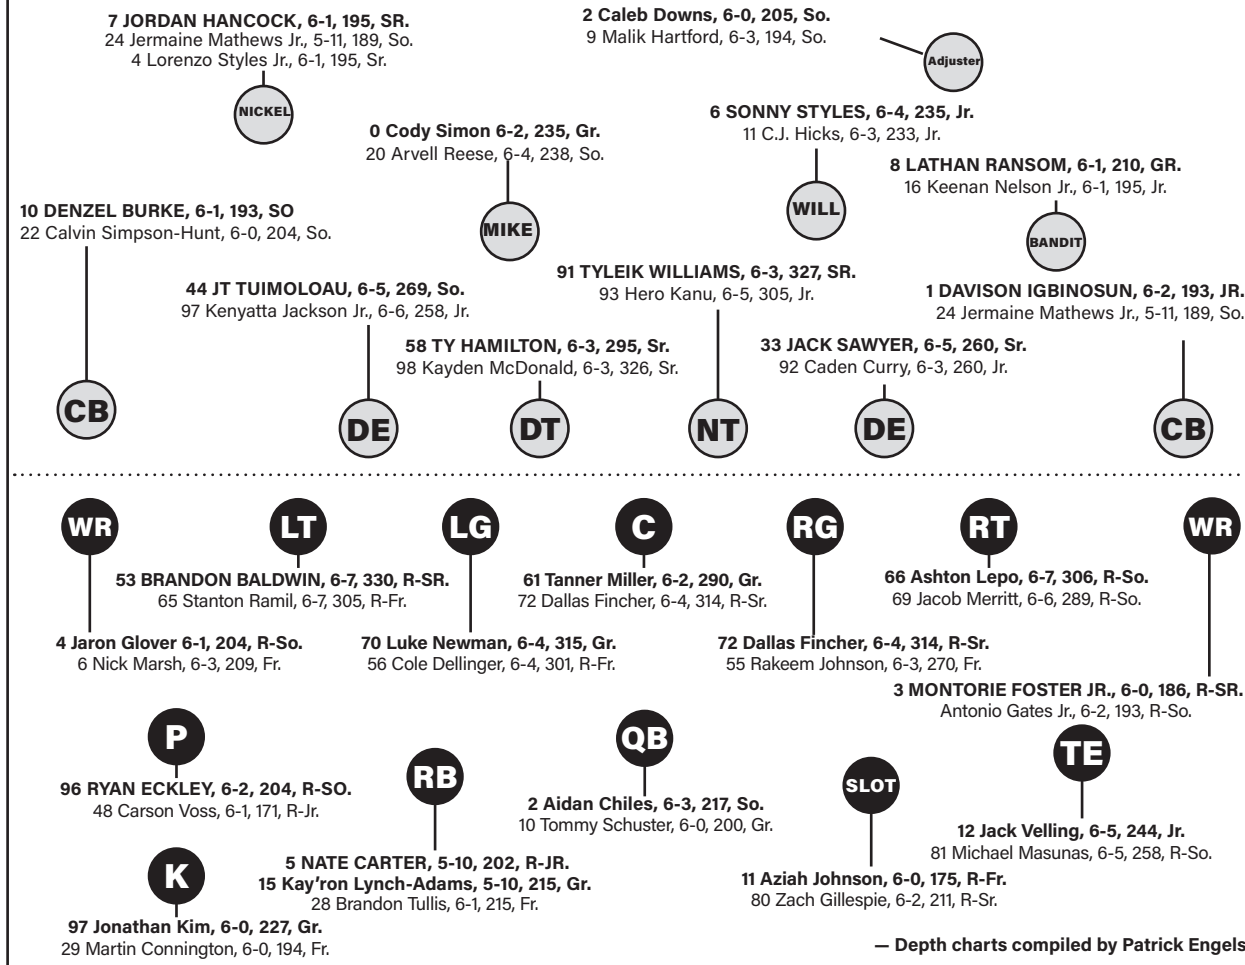 7 JORDAN HANCOCK, 6-1, 195, SR.
24 Jermaine Mathews Jr., 5-11, 189, So.
4 Lorenzo Styles Jr., 6-1, 195, Sr.
NICKEL
2 Caleb Downs, 6-0, 205, So.
9 Malik Hartford, 6-3, 194, So.
Adjuster
0 Cody Simon 6-2, 235, Gr.
20 Arvell Reese, 6-4, 238, So.
MIKE
6 SONNY STYLES, 6-4, 235, Jr.
11 C.J. Hicks, 6-3, 233, Jr.
WILL
8 LATHAN RANSOM, 6-1, 210, GR.
16 Keenan Nelson Jr., 6-1, 195, Jr.
BANDIT
10 DENZEL BURKE, 6-1, 193, SO
22 Calvin Simpson-Hunt, 6-0, 204, So.
CB
44 JT TUIMOLOAU, 6-5, 269, So.
97 Kenyatta Jackson Jr., 6-6, 258, Jr.
DE
58 TY HAMILTON, 6-3, 295, Sr.
98 Kayden McDonald, 6-3, 326, Sr.
DT
91 TYLEIK WILLIAMS, 6-3, 327, SR.
93 Hero Kanu, 6-5, 305, Jr.
NT
33 JACK SAWYER, 6-5, 260, Sr.
92 Caden Curry, 6-3, 260, Jr.
DE
1 DAVISON IGBINOSUN, 6-2, 193, JR.
24 Jermaine Mathews Jr., 5-11, 189, So.
CB
WR
4 Jaron Glover 6-1, 204, R-So.
6 Nick Marsh, 6-3, 209, Fr.
LT
53 BRANDON BALDWIN, 6-7, 330, R-SR.
65 Stanton Ramil, 6-7, 305, R-Fr.
LG
70 Luke Newman, 6-4, 315, Gr.
56 Cole Dellinger, 6-4, 301, R-Fr.
C
61 Tanner Miller, 6-2, 290, Gr.
72 Dallas Fincher, 6-4, 314, R-Sr.
RG
72 Dallas Fincher, 6-4, 314, R-Sr.
55 Rakeem Johnson, 6-3, 270, Fr.
RT
66 Ashton Lepo, 6-7, 306, R-So.
69 Jacob Merritt, 6-6, 289, R-So.
WR
3 MONTORIE FOSTER JR., 6-0, 186, R-SR.
Antonio Gates Jr., 6-2, 193, R-So.
P
96 RYAN ECKLEY, 6-2, 204, R-SO.
48 Carson Voss, 6-1, 171, R-Jr.
K
97 Jonathan Kim, 6-0, 227, Gr.
29 Martin Connington, 6-0, 194, Fr.
RB
5 NATE CARTER, 5-10, 202, R-JR.
15 Kay'ron Lynch-Adams, 5-10, 215, Gr.
28 Brandon Tullis, 6-1, 215, Fr.
QB
2 Aidan Chiles, 6-3, 217, So.
10 Tommy Schuster, 6-0, 200, Gr.
SLOT
11 Aziah Johnson, 6-0, 175, R-Fr.
80 Zach Gillespie, 6-2, 211, R-Sr.
TE
12 Jack Velling, 6-5, 244, Jr.
81 Michael Masunas, 6-5, 258, R-So.
— Depth charts compiled by Patrick Engels